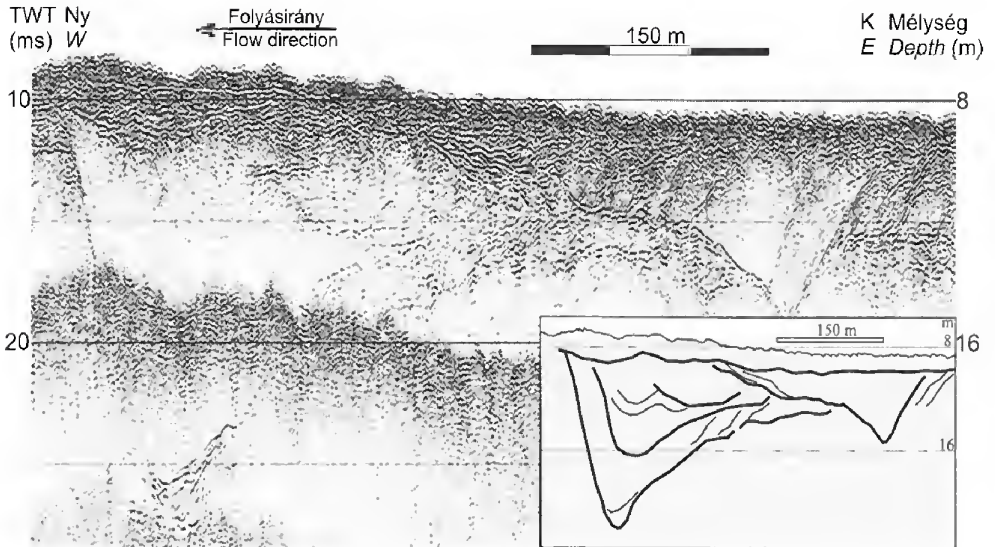 TWT Ny
(ms) W
Folyásirány
Flow direction
150 m
K Mélység
E Depth (m)
10
8
20
16
150 m
m
8
16